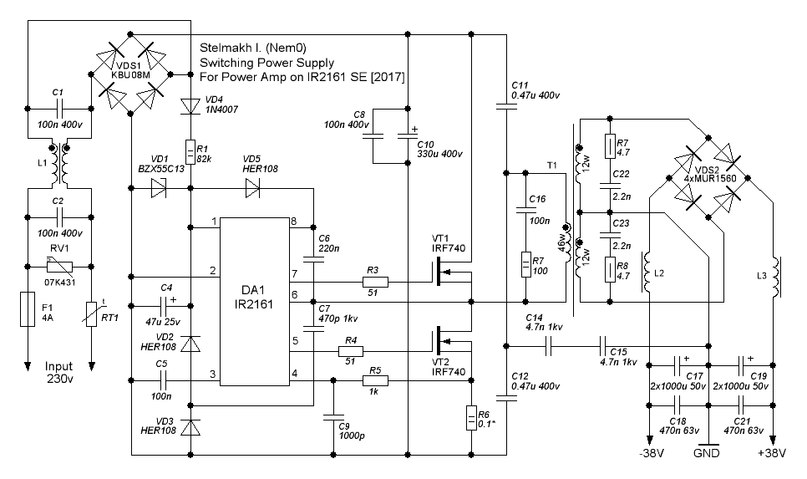 Stelmakh I. (Nem0)
Switching Power Supply
For Power Amp on IR2161 SE [2017]
VDS1
KBU08M
C1
100n 400v
L1
C2
100n 400v
RV1
07K431
F1
4A
t
RT1
Input
230v
VD4
1N4007
R1
82k
VD1
BZX55C13
VD5
HER108
C4
+
47u 25v
VD2
HER108
C5
100n
VD3
HER108
1
2
3
8
7
6
5
4
DA1
IR2161
C6
220n
C7
470p 1kv
R3
51
R4
51
R5
1k
C9
1000p
C8
100n 400v
+
C10
330u 400v
VT1
IRF740
VT2
IRF740
R6
0.1*
C11
0.47u 400v
C12
0.47u 400v
C16
100n
R7
100
C14
4.7n 1kv
C15
4.7n 1kv
T1
46w
12w
12w
R7
4.7
C22
2.2n
C23
2.2n
R8
4.7
VDS2
4xMUR1560
L2
L3
+
C17
2x1000u 50v
+
C19
2x1000u 50v
C18
470n 63v
C21
470n 63v
-38V
GND
+38V